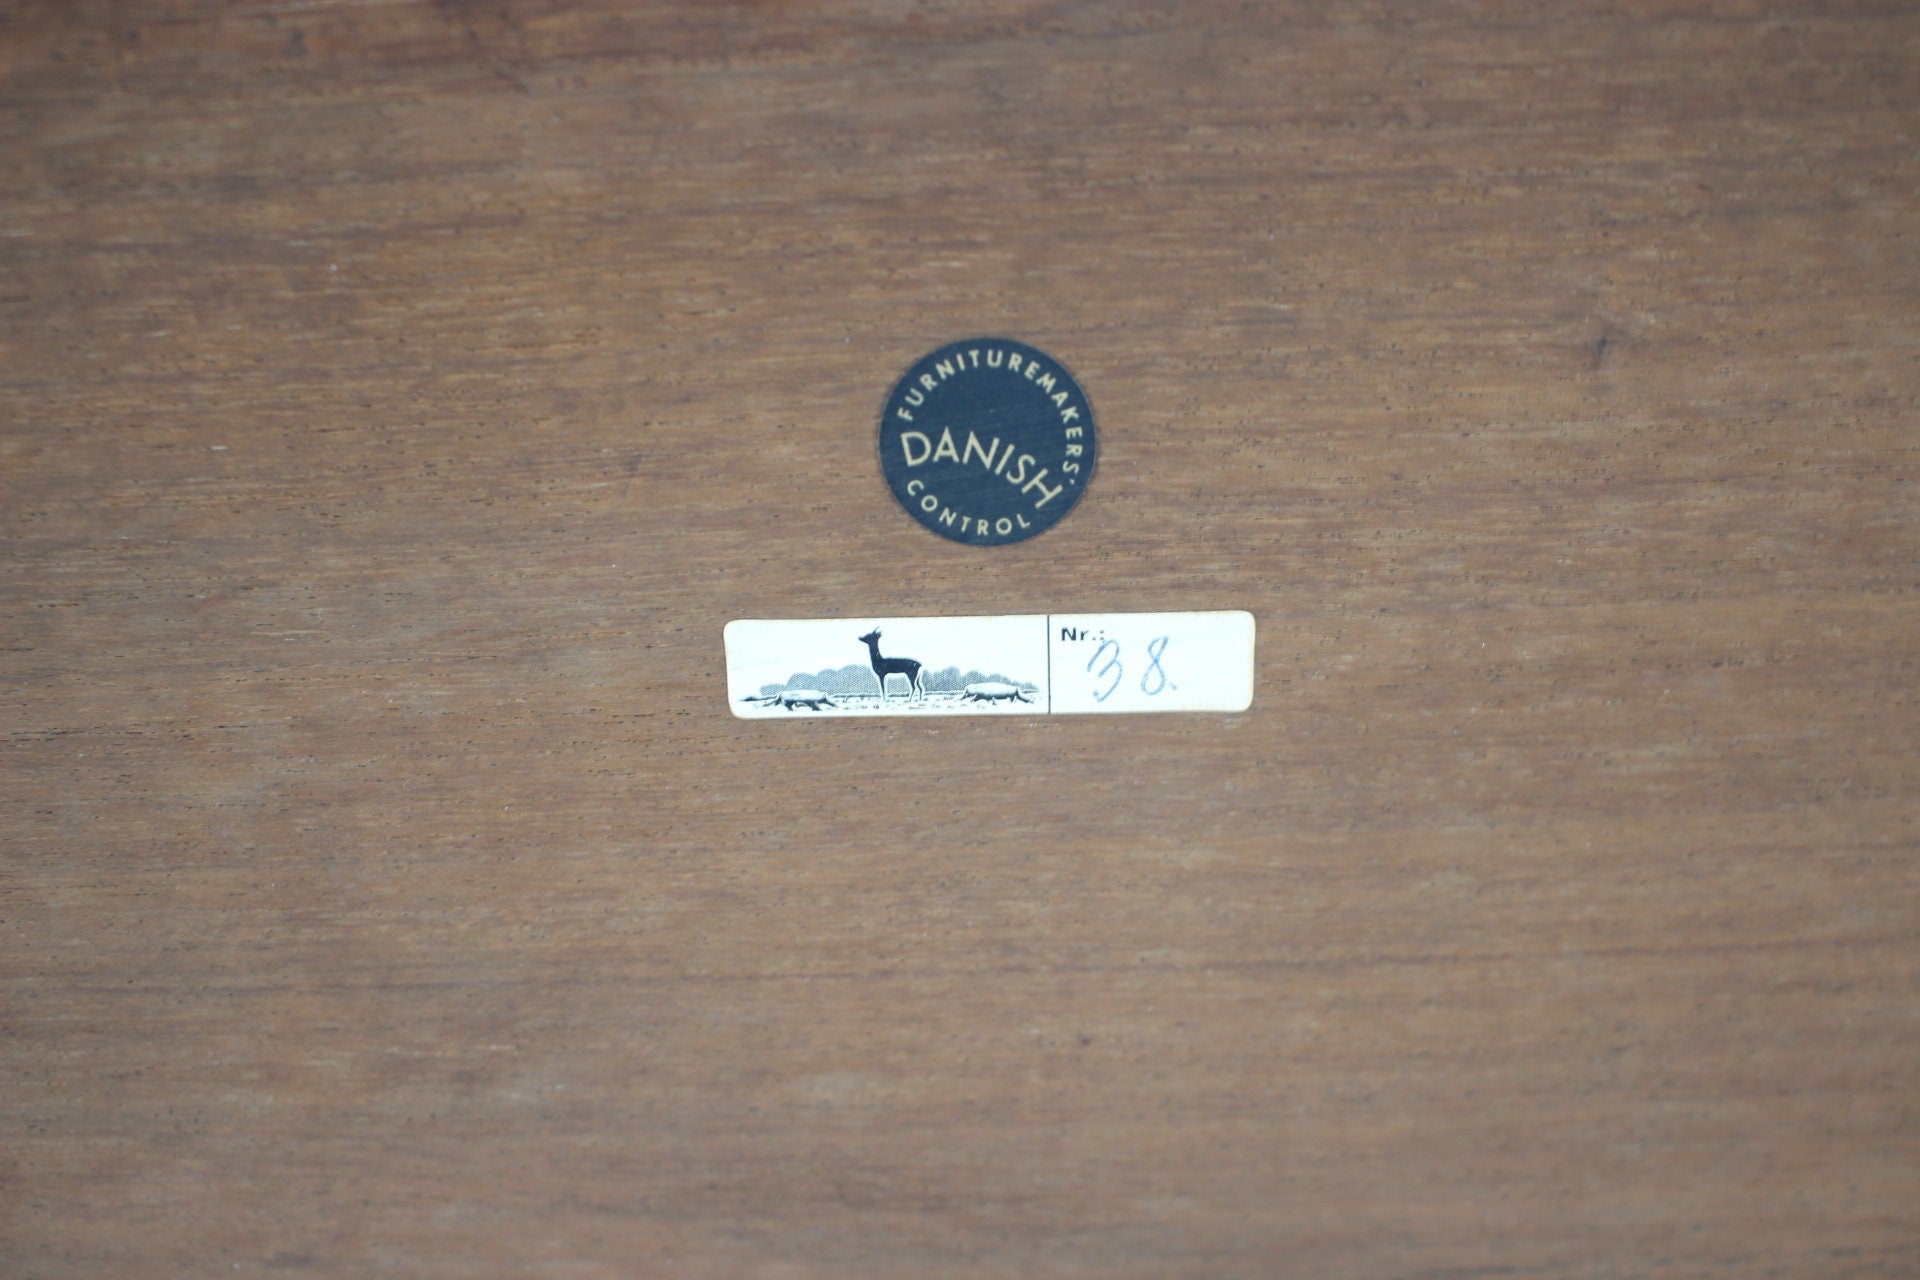 FURNITUREMAKERS'
DANISH
CONTROL
Nr.:
38.